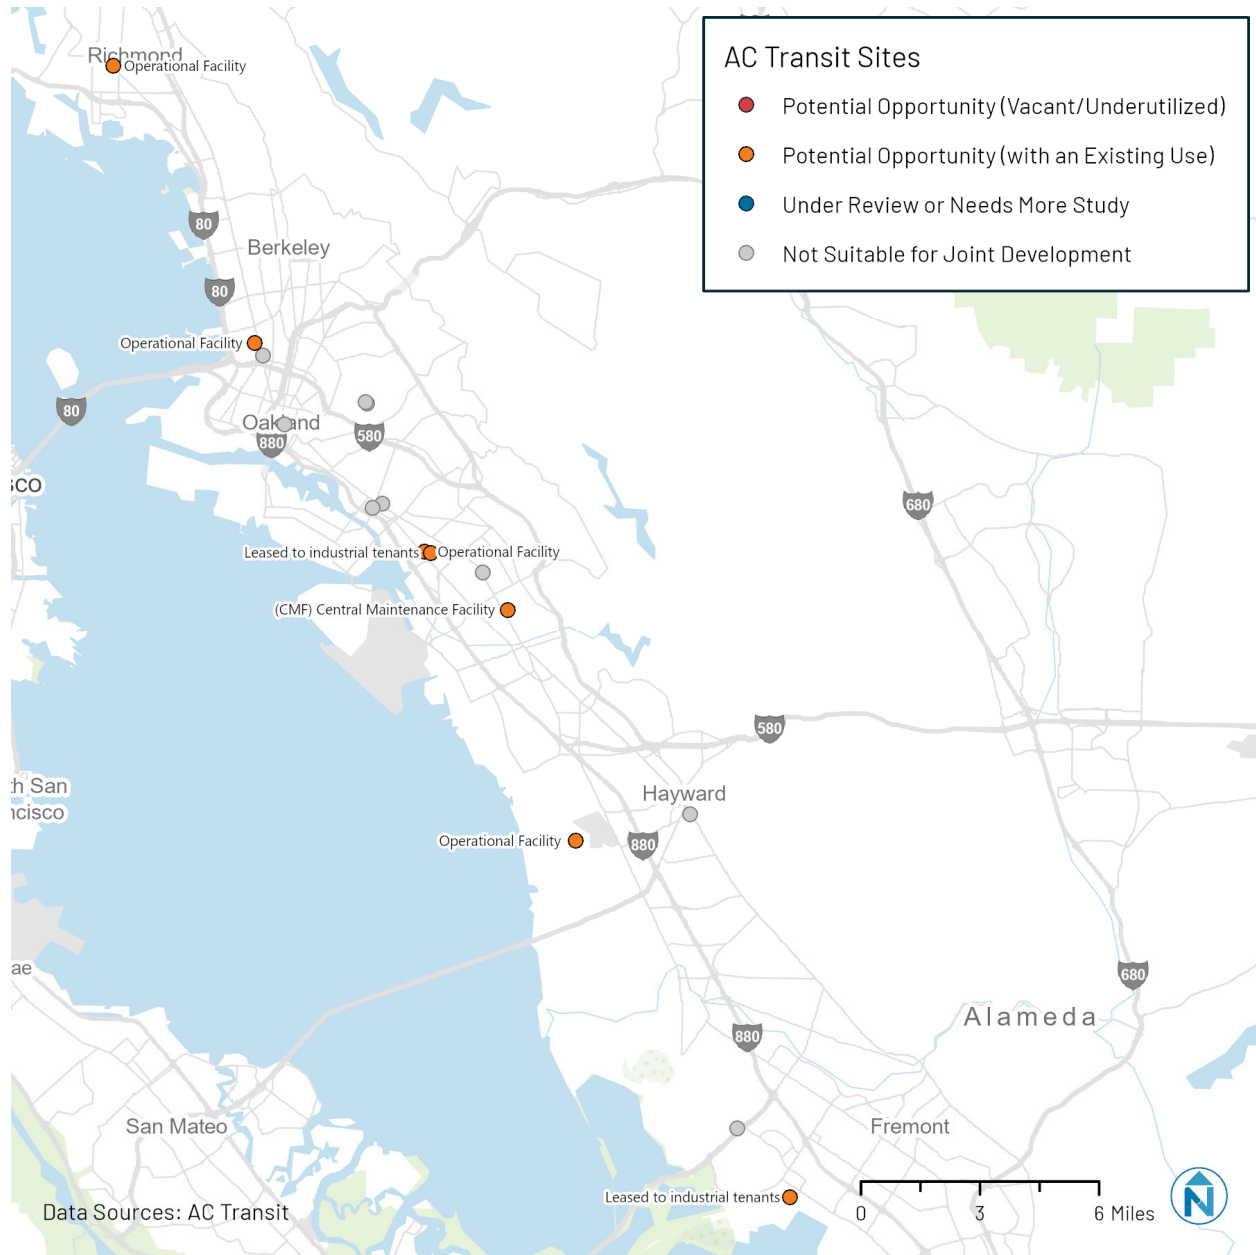 AC Transit Sites
Potential Opportunity (Vacant/Underutilized)
Potential Opportunity (with an Existing Use)
Under Review or Needs More Study
Not Suitable for Joint Development
Richmond
Operational Facility
80
Berkeley
80
Operational Facility
80
Oakland
880
580
sco
680
Leased to industrial tenants
Operational Facility
(CMF) Central Maintenance Facility
580
th San
ncisco
Hayward
Operational Facility
880
ae
680
Alameda
880
San Mateo
Fremont
Leased to industrial tenants
Data Sources: AC Transit
0 3 6 Miles
N